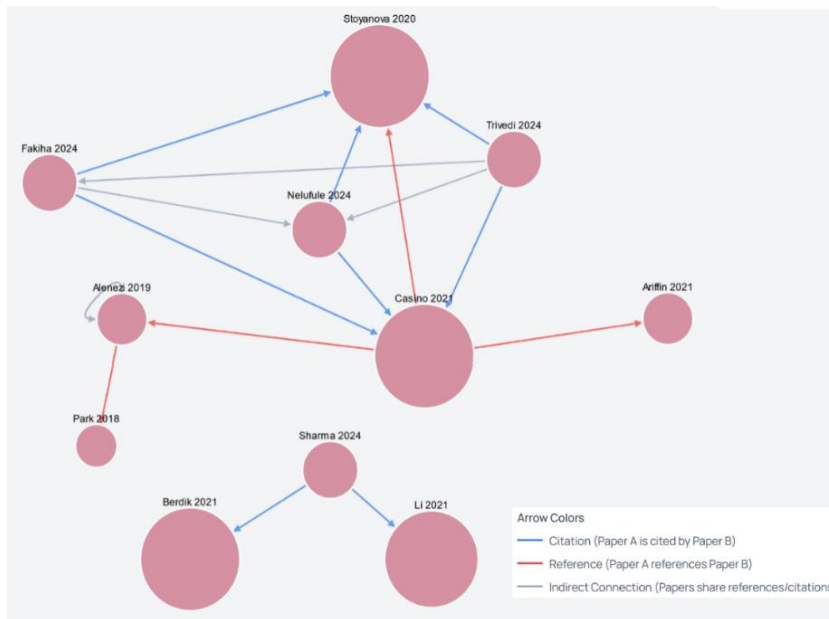 Stoyanova 2020
Trivedi 2024
Fakiha 2024
Nelufule 2024
Alenezi 2019
Casino 2021
Ariffin 2021
Park 2018
Sharma 2024
Berdik 2021
Li 2021
Arrow Colors
Citation (Paper A is cited by Paper B)
Reference (Paper A references Paper B)
Indirect Connection (Papers share references/citations